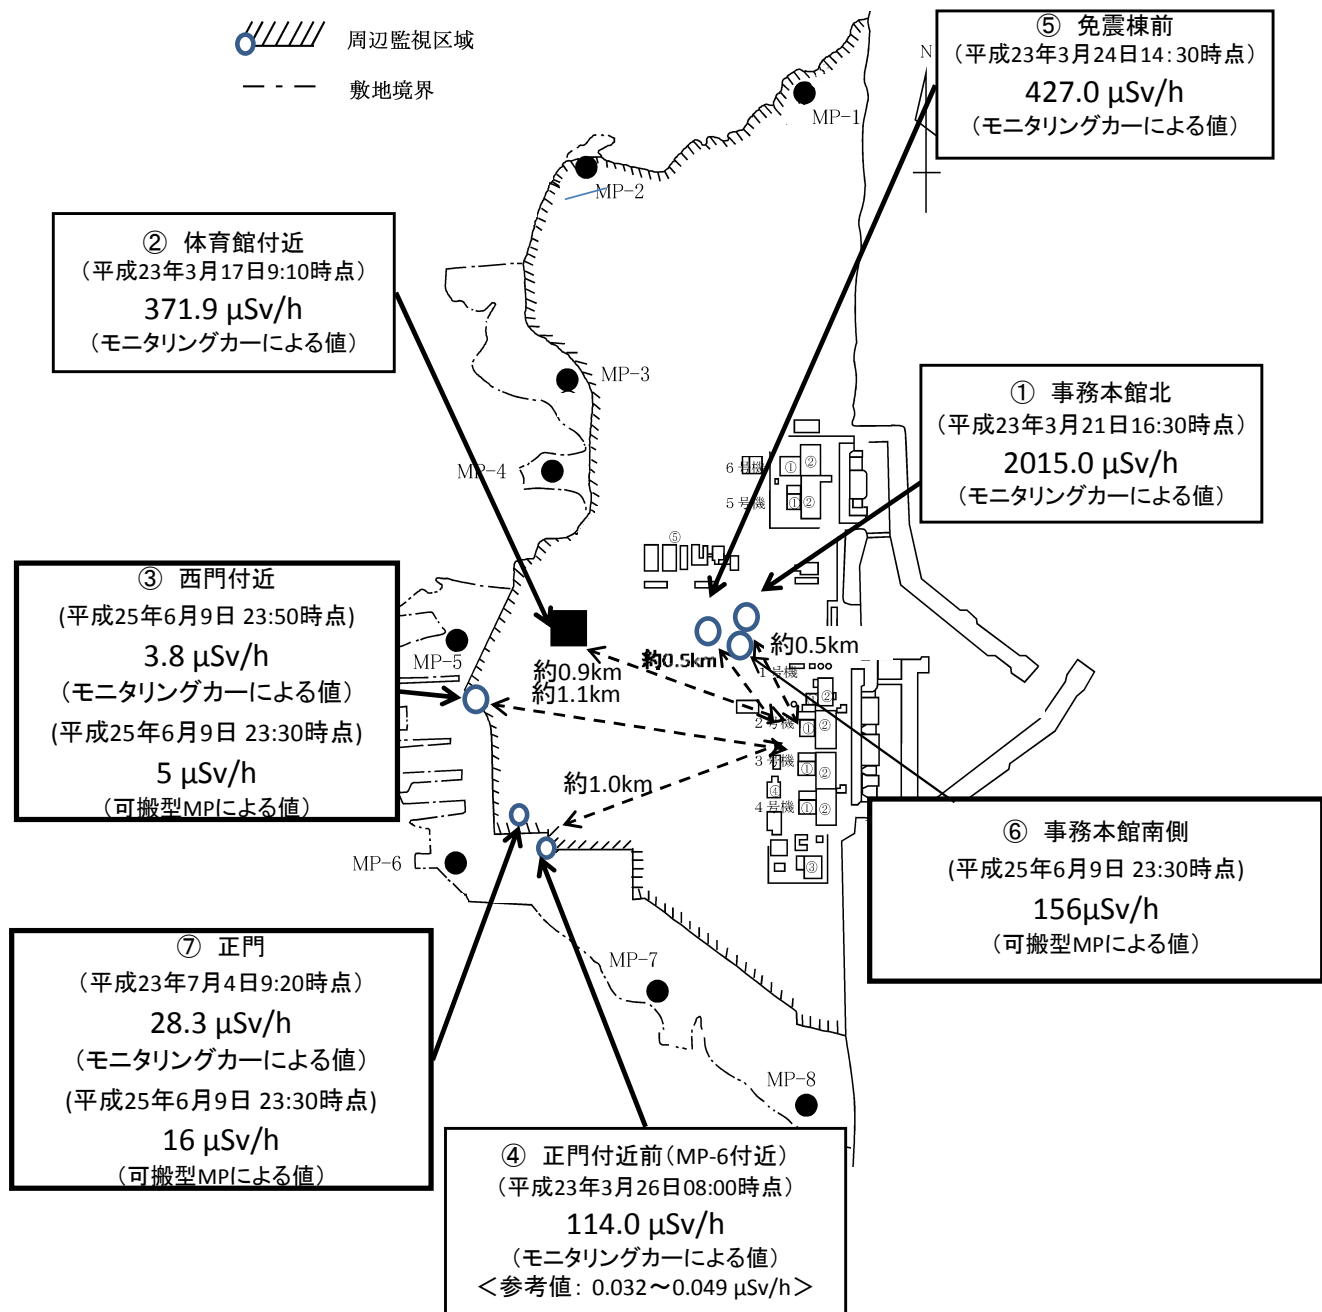 周辺監視区域
敷地境界
N
MP-1
MP-2
MP-3
MP-4
MP-5
MP-6
MP-7
MP-8
⑤ 免震棟前
（平成23年3月24日14:30時点）
427.0 μSv/h
（モニタリングカーによる値）
② 体育館付近
（平成23年3月17日9:10時点）
371.9 μSv/h
（モニタリングカーによる値）
① 事務本館北
（平成23年3月21日16:30時点）
2015.0 μSv/h
（モニタリングカーによる値）
6号機
①
②
5号機
①
②
⑤
③ 西門付近
(平成25年6月9日 23:50時点)
3.8 μSv/h
（モニタリングカーによる値）
(平成25年6月9日 23:30時点)
5 μSv/h
（可搬型MPによる値）
約0.5km
約0.5km
約0.9km
約1.1km
約1.0km
1号機
②
2号機
①
②
3号機
①
②
④
4号機
①
②
③
⑥ 事務本館南側
(平成25年6月9日 23:30時点)
156μSv/h
（可搬型MPによる値）
⑦ 正門
（平成23年7月4日9:20時点）
28.3 μSv/h
（モニタリングカーによる値）
(平成25年6月9日 23:30時点)
16 μSv/h
（可搬型MPによる値）
④ 正門付近前（MP-6付近）
（平成23年3月26日08:00時点）
114.0 μSv/h
（モニタリングカーによる値）
＜参考値: 0.032～0.049 μSv/h＞